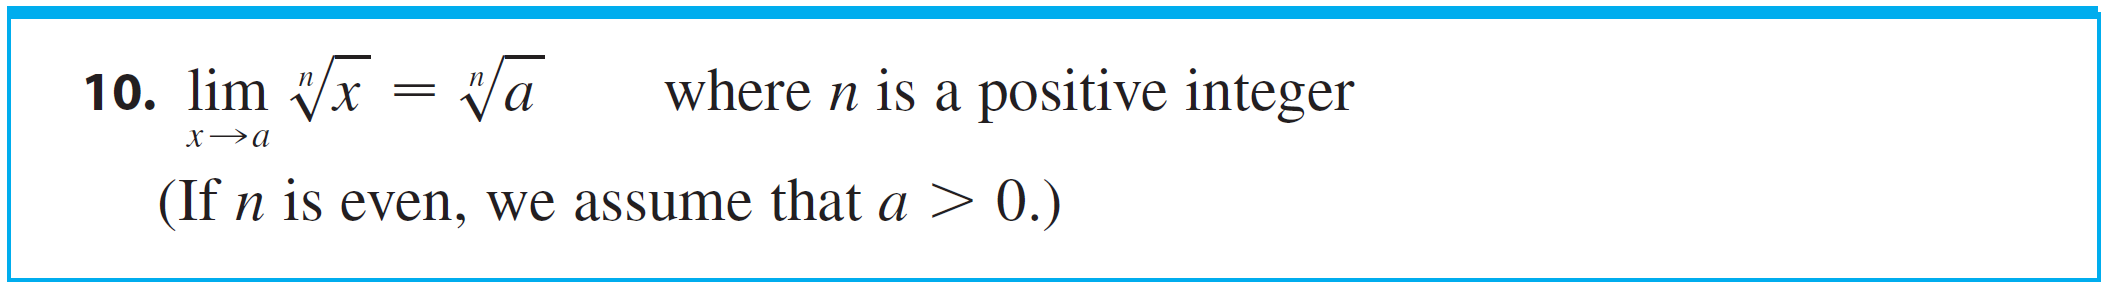 10. lim ⁿ√x = ⁿ√a where n is a positive integer
x→a
(If n is even, we assume that a > 0.)